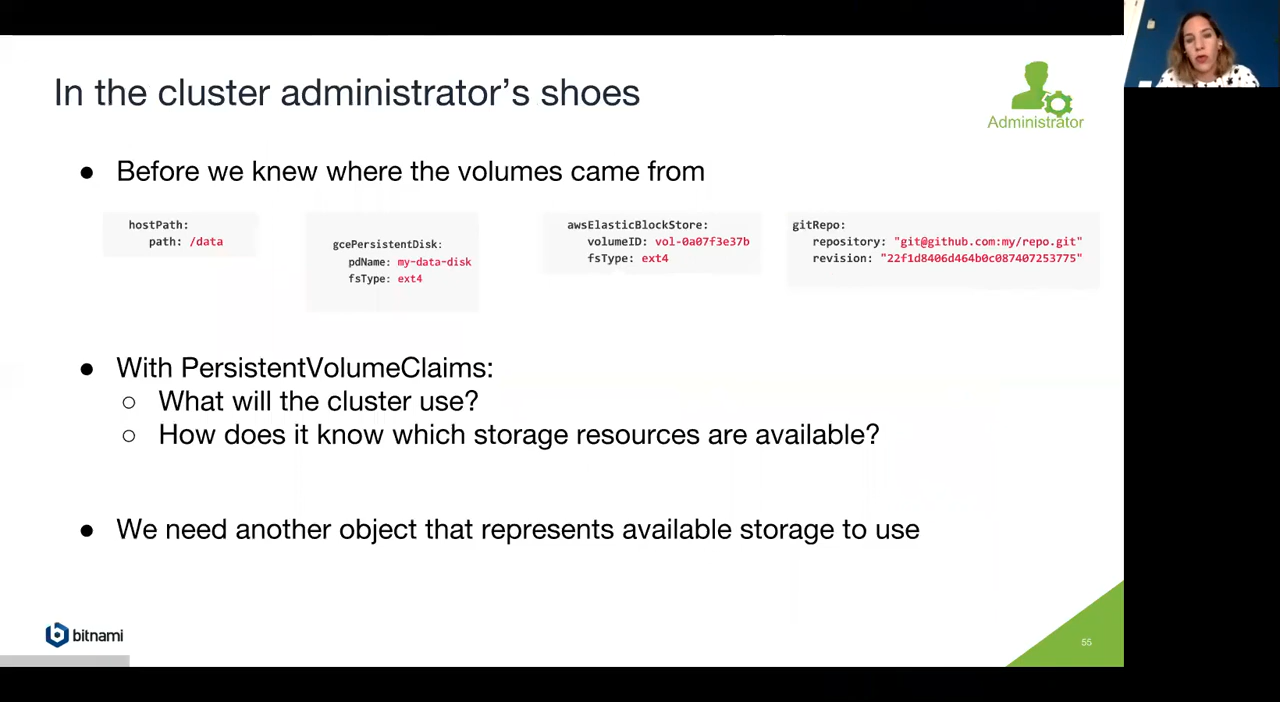 In the cluster administrator's shoes
Administrator
● Before we knew where the volumes came from
hostPath:
path: /data
gcePersistentDisk:
pdName: my-data-disk
fsType: ext4
awsElasticBlockStore:
volumeID: vol-0a07f3e37b
fsType: ext4
gitRepo:
repository: "git@github.com:my/repo.git"
revision: "22f1d8406d464b0c087407253775"
● With PersistentVolumeClaims:
○ What will the cluster use?
○ How does it know which storage resources are available?
● We need another object that represents available storage to use
bitnami
55